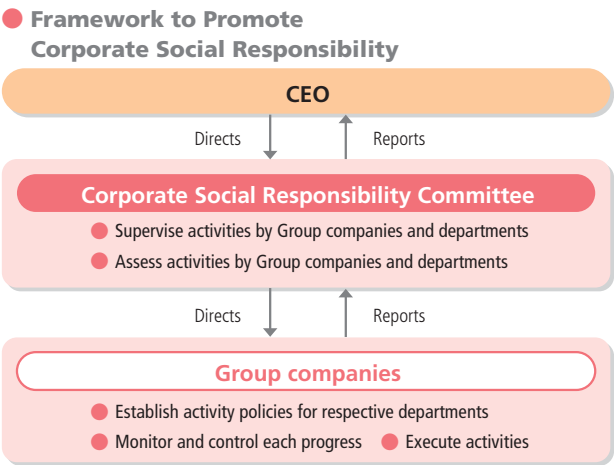 Framework to Promote
Corporate Social Responsibility
CEO
Directs
Reports
Corporate Social Responsibility Committee
Supervise activities by Group companies and departments
Assess activities by Group companies and departments
Directs
Reports
Group companies
Establish activity policies for respective departments
Monitor and control each progress
Execute activities